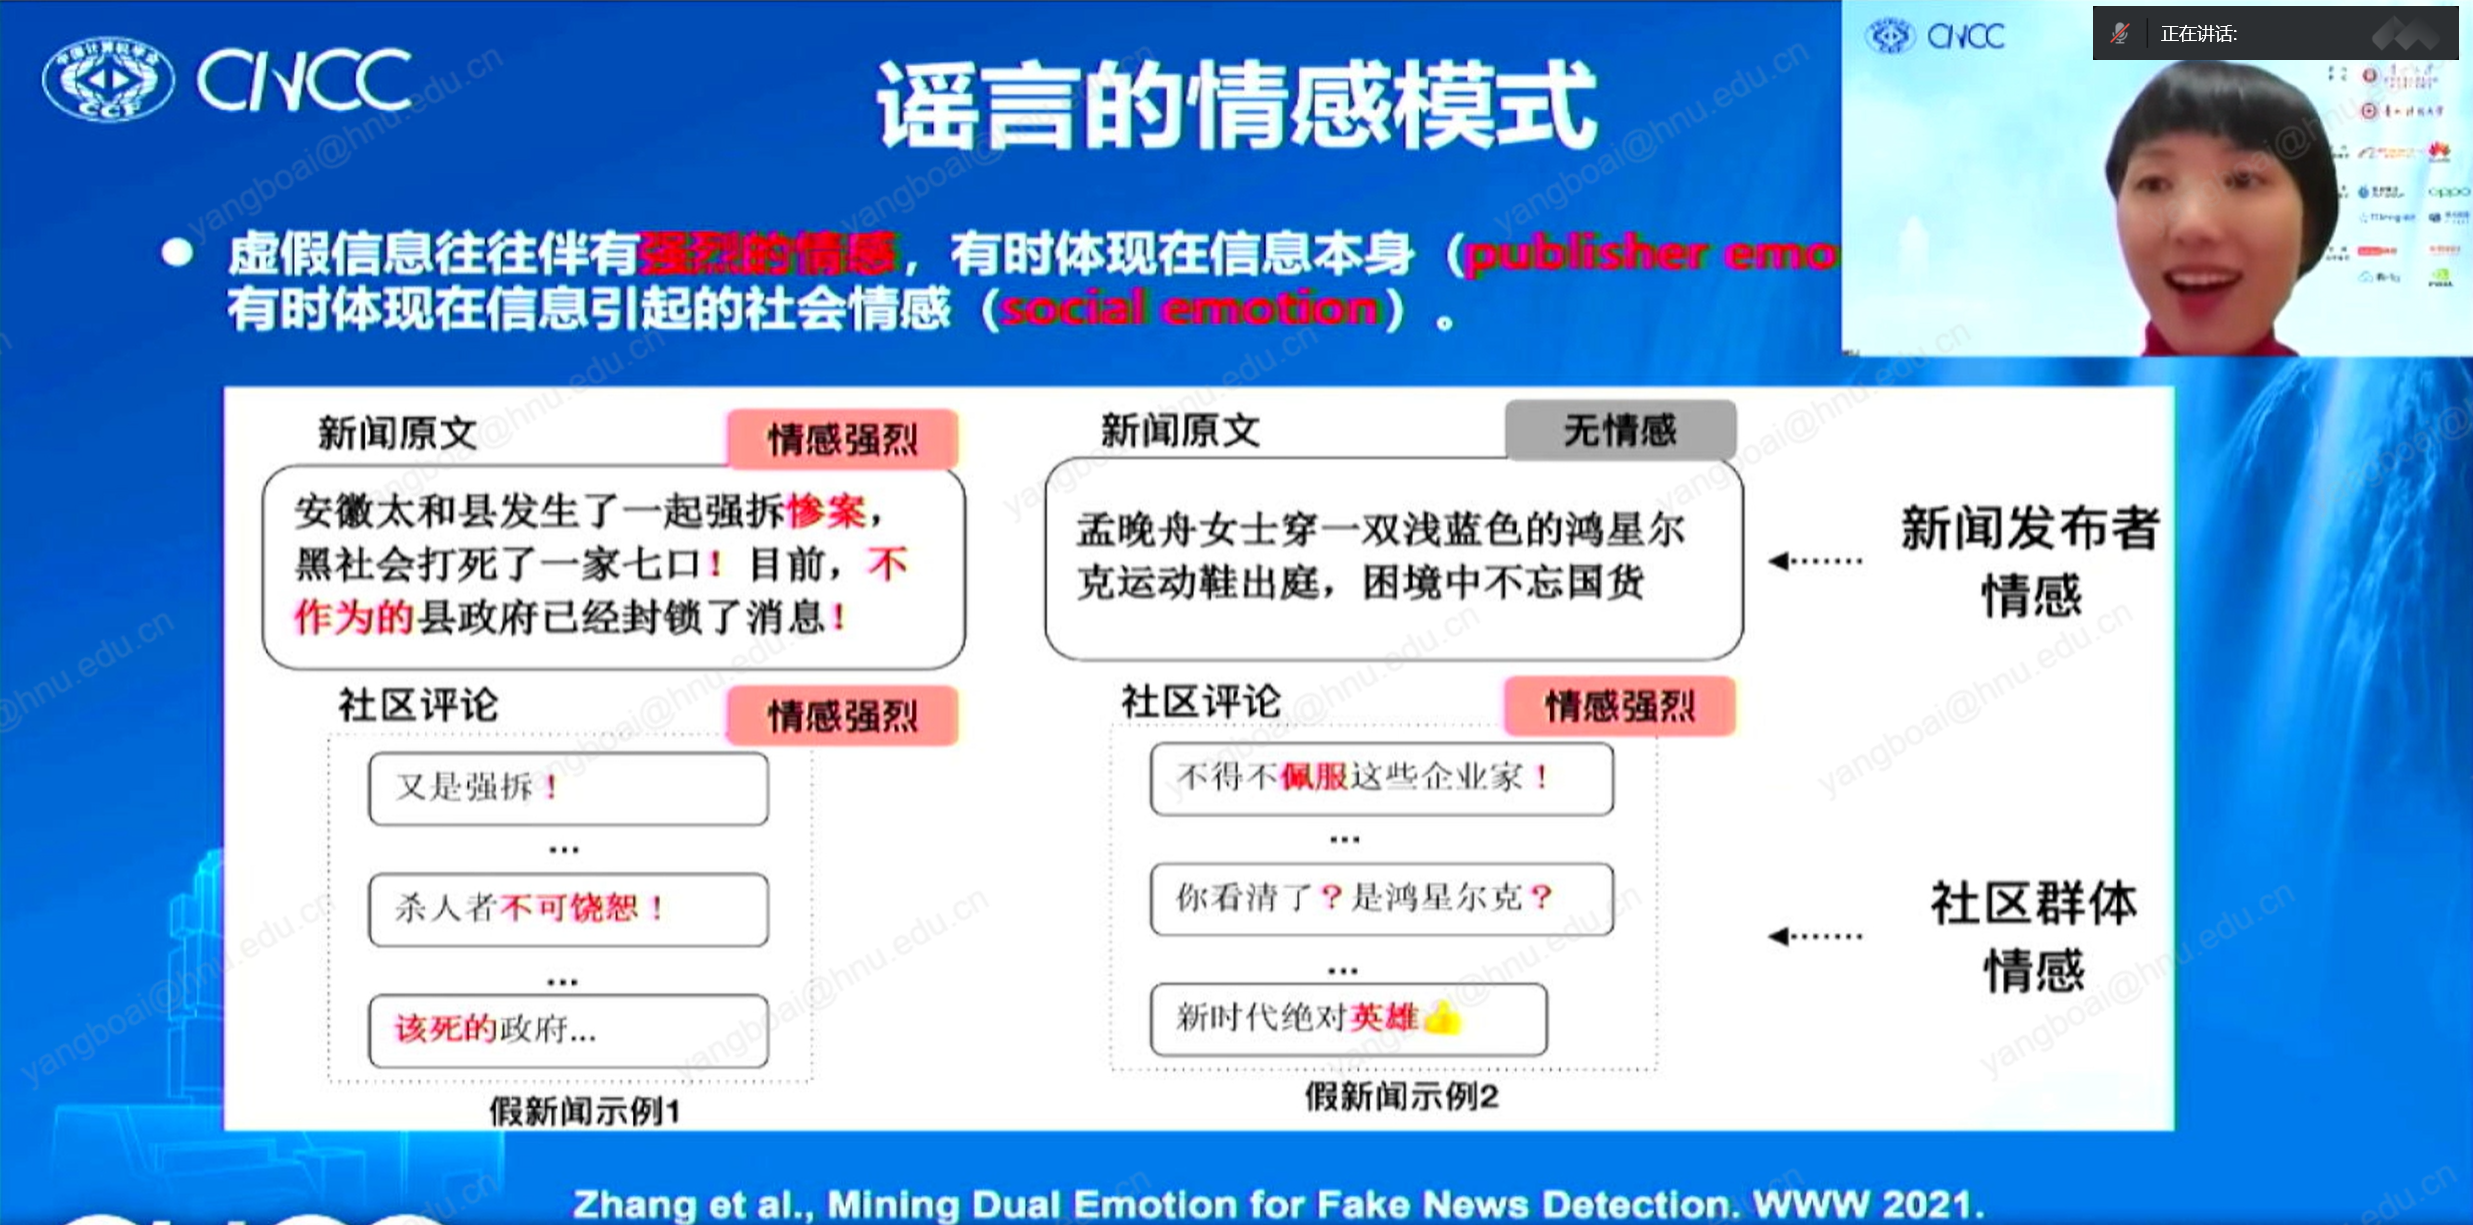 CNCC
CCF
谣言的情感模式
CNCC
正在讲话:
oppo
● 虚假信息往往伴有强烈的情感，有时体现在信息本身（publisher emo
有时体现在信息引起的社会情感（social emotion）。
新闻原文
情感强烈
安徽太和县发生了一起强拆惨案，
黑社会打死了一家七口！目前，不
作为的县政府已经封锁了消息！
社区评论
情感强烈
又是强拆！
...
杀人者不可饶恕！
...
该死的政府...
假新闻示例1
新闻原文
无情感
孟晚舟女士穿一双浅蓝色的鸿星尔
克运动鞋出庭，困境中不忘国货
社区评论
情感强烈
不得不佩服这些企业家！
...
你看清了？是鸿星尔克？
...
新时代绝对英雄👍
假新闻示例2
新闻发布者
情感
社区群体
情感
Zhang et al., Mining Dual Emotion for Fake News Detection. WWW 2021.
yangboai@hnu.edu.cn